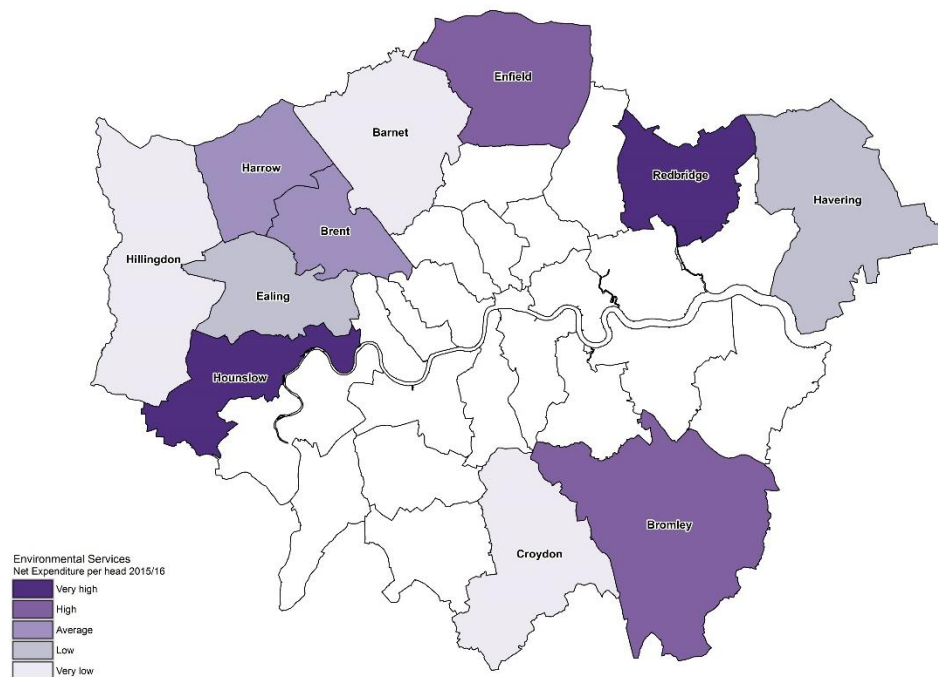 Enfield
Barnet
Harrow
Redbridge
Havering
Brent
Hillingdon
Ealing
Hounslow
Bromley
Croydon
Environmental Services
Net Expenditure per head 2015/16
Very high
High
Average
Low
Very low